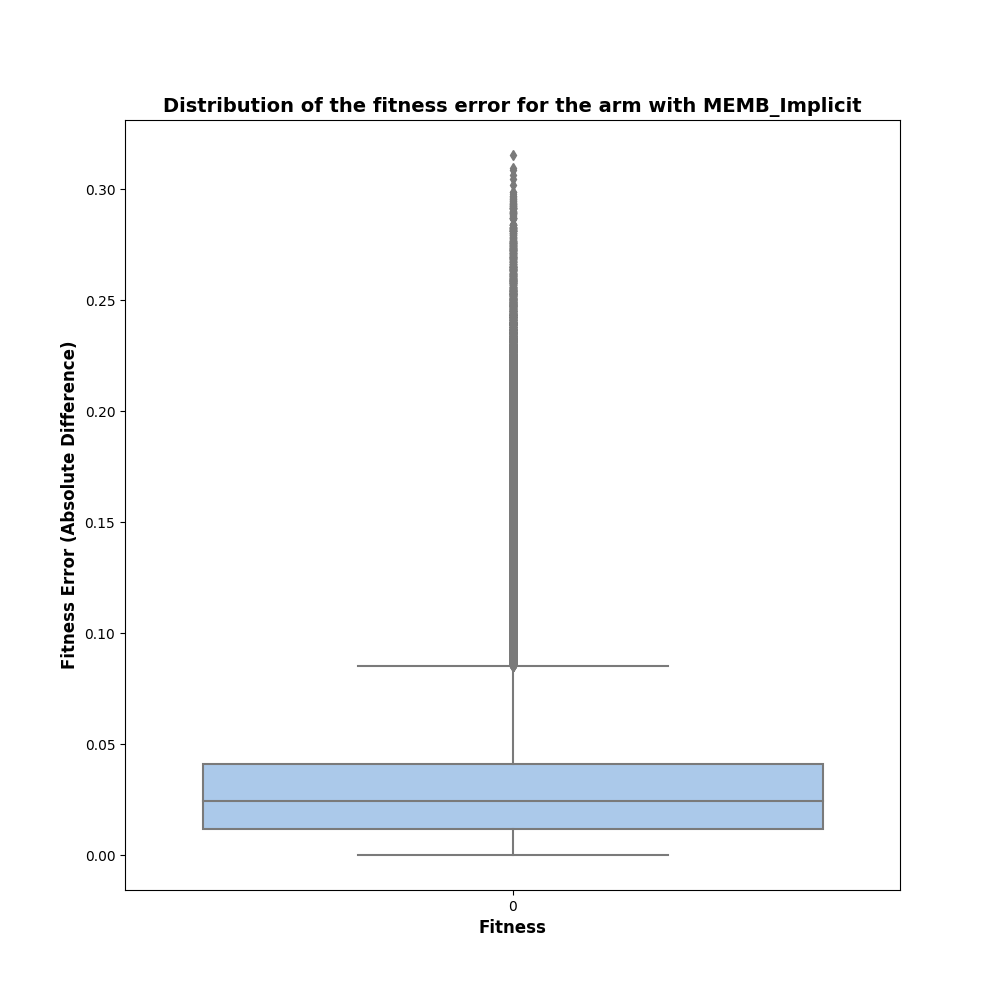 Distribution of the fitness error for the arm with MEMB_Implicit
Fitness Error (Absolute Difference)
0.30
0.25
0.20
0.15
0.10
0.05
0.00
0
Fitness